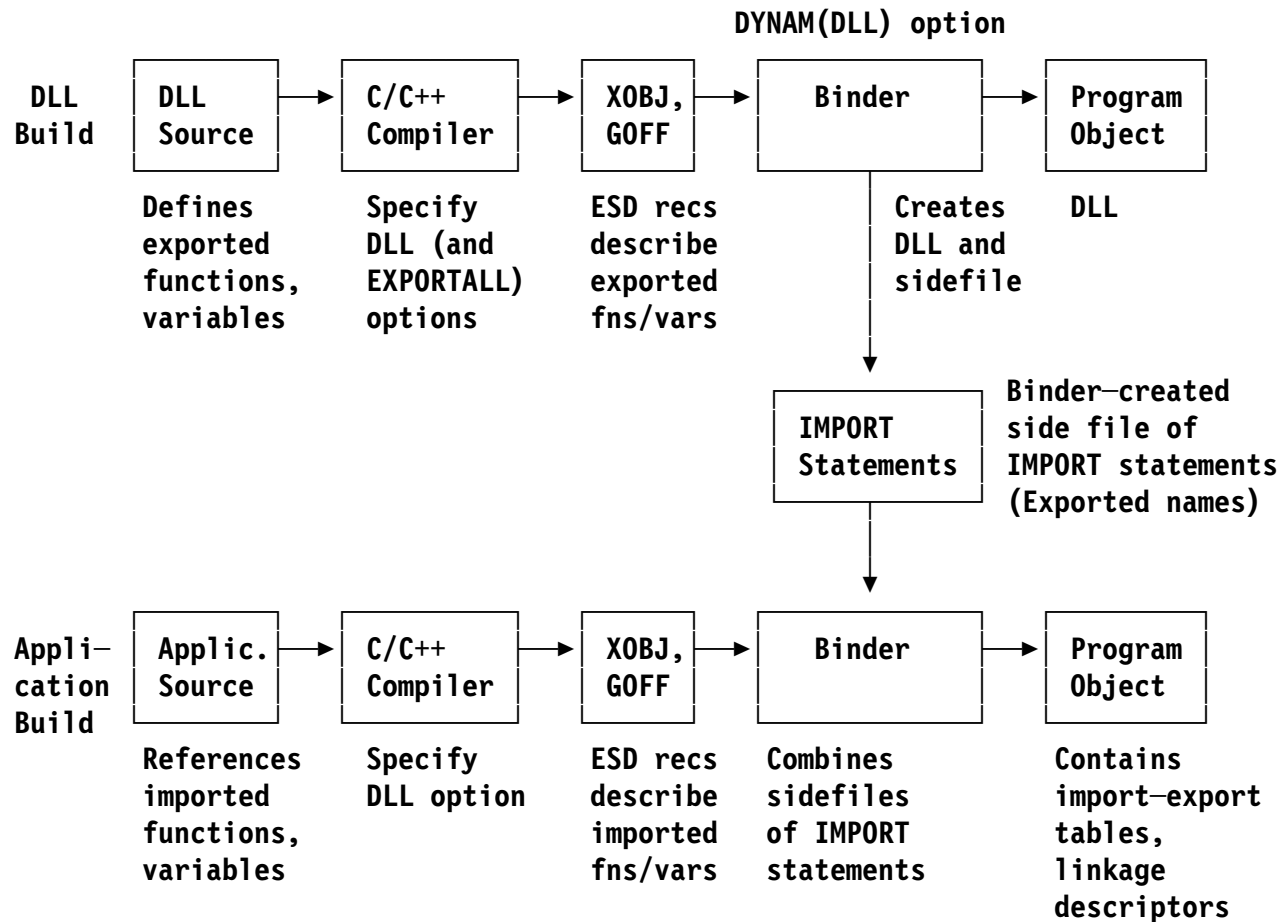 DYNAM(DLL) option
DLL
Build
DLL
Source
C/C++
Compiler
XOBJ,
GOFF
Binder
Program
Object
Defines
exported
functions,
variables
Specify
DLL (and
EXPORTALL)
options
ESD recs
describe
exported
fns/vars
Creates
DLL and
sidefile
DLL
IMPORT
Statements
Binder—created
side file of
IMPORT statements
(Exported names)
Appli—
cation
Build
Applic.
Source
C/C++
Compiler
XOBJ,
GOFF
Binder
Program
Object
References
imported
functions,
variables
Specify
DLL option
ESD recs
describe
imported
fns/vars
Combines
sidefiles
of IMPORT
statements
Contains
import—export
tables,
linkage
descriptors